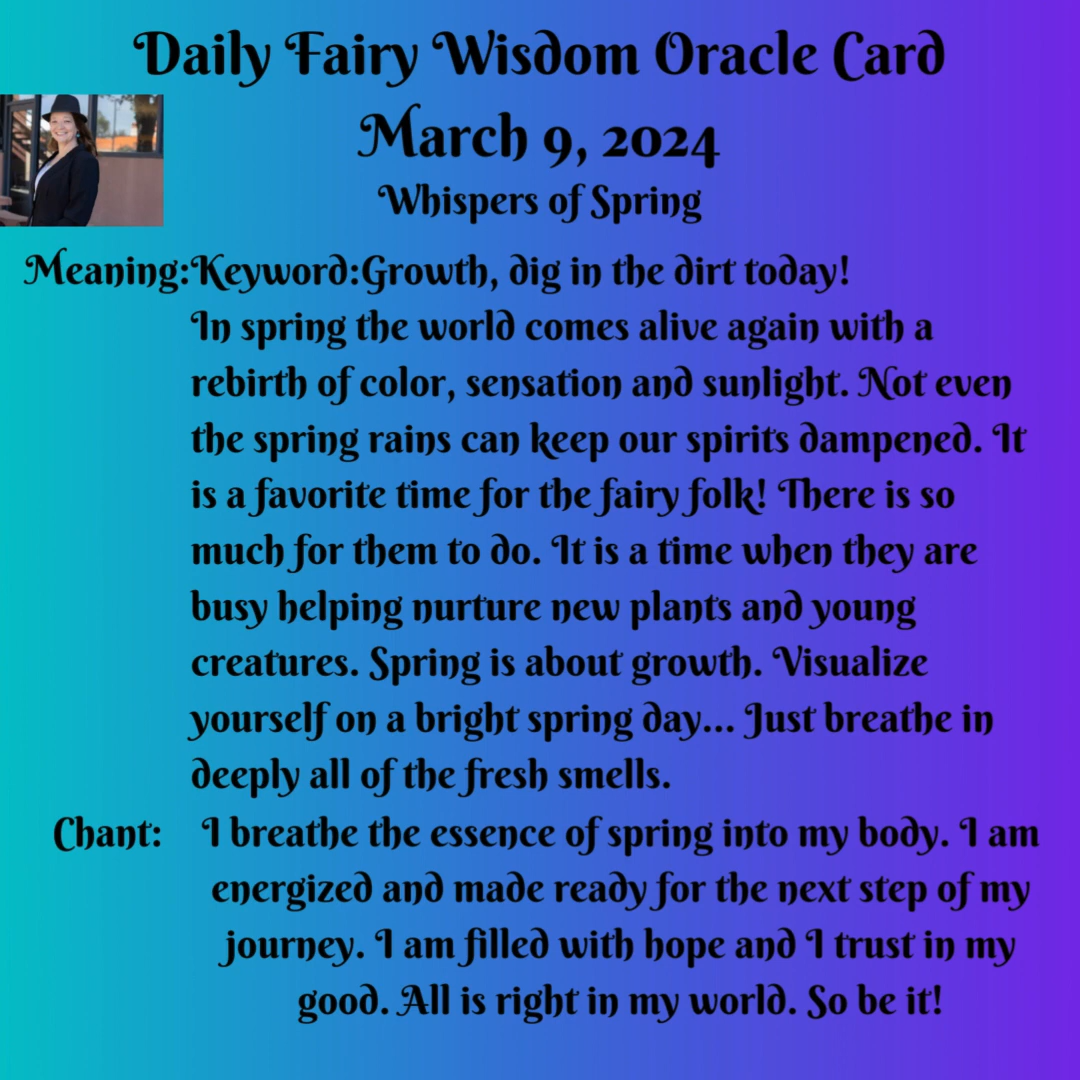 Daily Fairy Wisdom Oracle Card
March 9, 2024
Whispers of Spring
Meaning:Keyword:Growth, dig in the dirt today!
In spring the world comes alive again with a
rebirth of color, sensation and sunlight. Not even
the spring rains can keep our spirits dampened. It
is a favorite time for the fairy folk! There is so
much for them to do. It is a time when they are
busy helping nurture new plants and young
creatures. Spring is about growth. Visualize
yourself on a bright spring day... Just breathe in
deeply all of the fresh smells.
Chant: I breathe the essence of spring into my body. I am
energized and made ready for the next step of my
journey. I am filled with hope and I trust in my
good. All is right in my world. So be it!